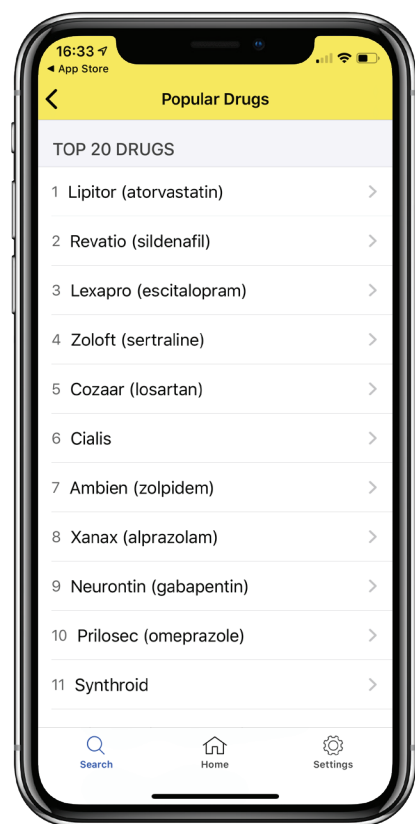 16:33
◀ App Store
Popular Drugs
TOP 20 DRUGS
1 Lipitor (atorvastatin)
2 Revatio (sildenafil)
3 Lexapro (escitalopram)
4 Zoloft (sertraline)
5 Cozaar (losartan)
6 Cialis
7 Ambien (zolpidem)
8 Xanax (alprazolam)
9 Neurontin (gabapentin)
10 Prilosec (omeprazole)
11 Synthroid
Search Home Settings